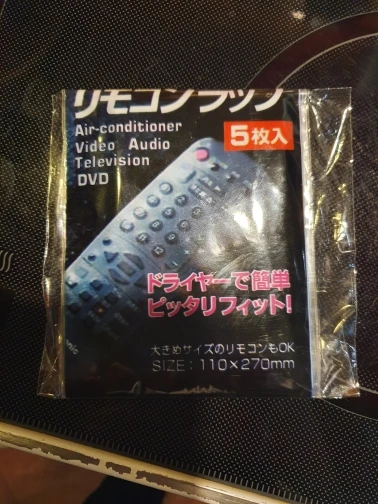 リモコンラップ
Air-conditioner
Video Audio
Television
DVD
5枚入
ドライヤーで簡単
ピッタリフィット!
大きめサイズのリモコンもOK
SIZE : 110×270mm